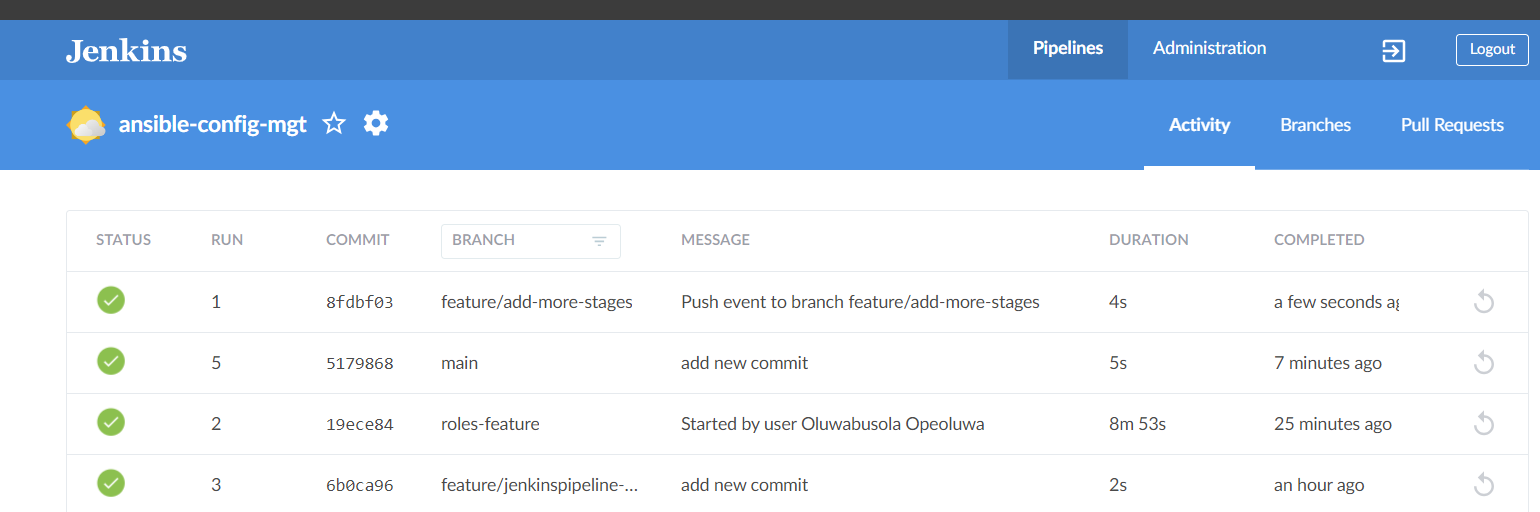 Jenkins Pipelines Administration Logout
ansible-config-mgt Activity Branches Pull Requests
STATUS RUN COMMIT BRANCH MESSAGE DURATION COMPLETED
1 8fdbf03 feature/add-more-stages Push event to branch feature/add-more-stages 4s a few seconds ag
5 5179868 main add new commit 5s 7 minutes ago
2 19ece84 roles-feature Started by user Oluwabusola Opeoluwa 8m 53s 25 minutes ago
3 6b0ca96 feature/jenkinspipeline-... add new commit 2s an hour ago